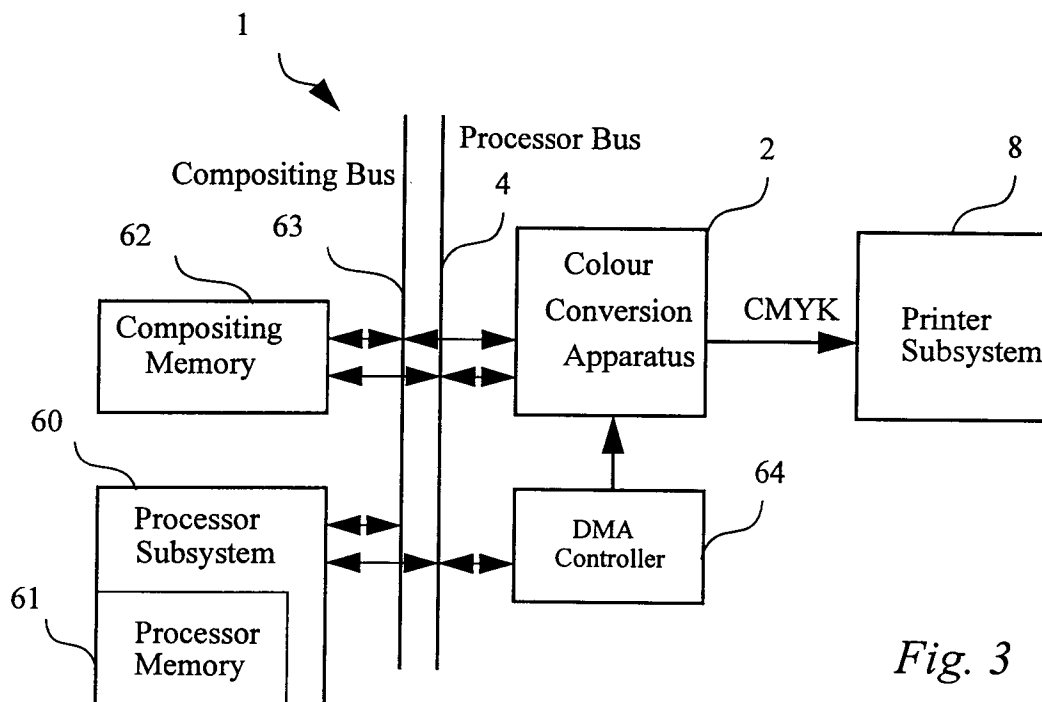 1
Processor Bus
Compositing Bus
2
8
4
62
63
Colour
Conversion
Apparatus
CMYK
Printer
Subsystem
Compositing
Memory
60
64
Processor
Subsystem
DMA
Controller
61
Processor
Memory
Fig. 3